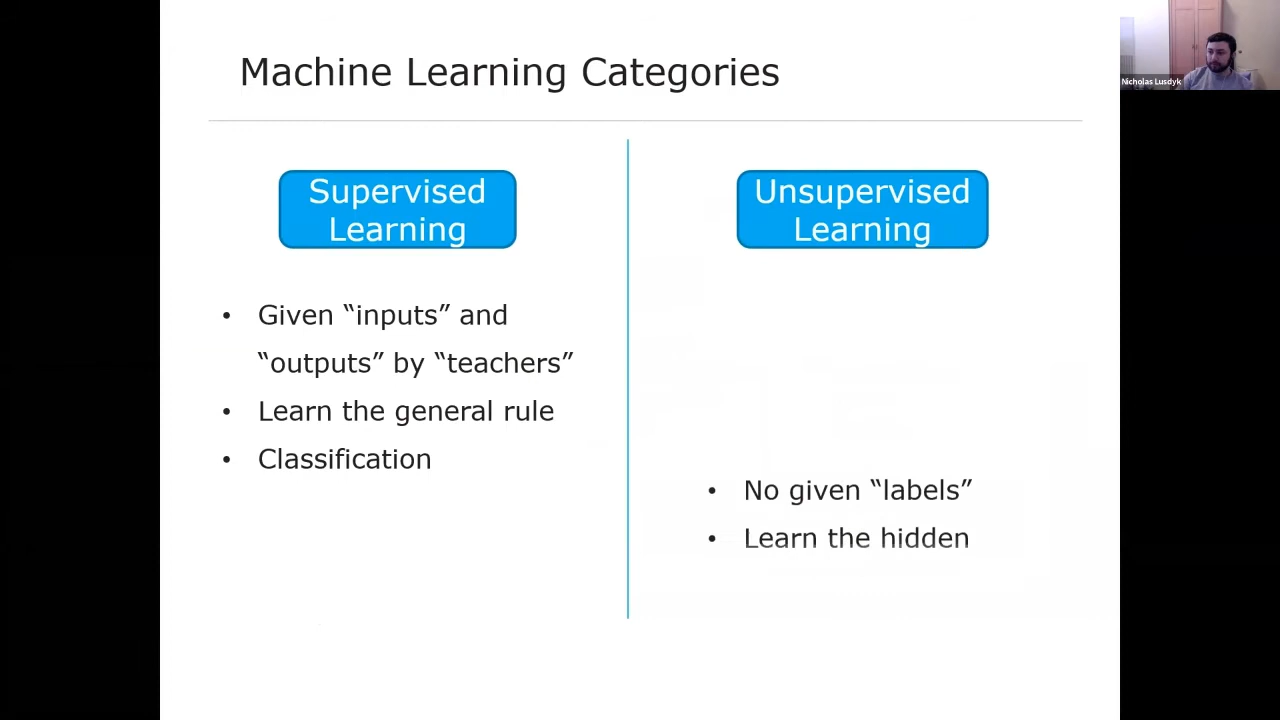 Machine Learning Categories
Nicholas Lusdyk
Supervised
Learning
Unsupervised
Learning
• Given “inputs” and
“outputs” by “teachers”
• Learn the general rule
• Classification
• No given “labels”
• Learn the hidden